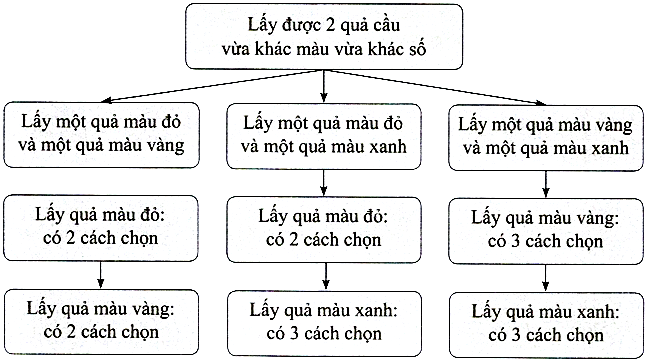 Lấy được 2 quả cầu
vừa khác màu vừa khác số
Lấy một quả màu đỏ
và một quả màu vàng
Lấy một quả màu đỏ
và một quả màu xanh
Lấy một quả màu vàng
và một quả màu xanh
Lấy quả màu đỏ:
có 2 cách chọn
Lấy quả màu đỏ:
có 2 cách chọn
Lấy quả màu vàng:
có 3 cách chọn
Lấy quả màu vàng:
có 2 cách chọn
Lấy quả màu xanh:
có 3 cách chọn
Lấy quả màu xanh:
có 3 cách chọn